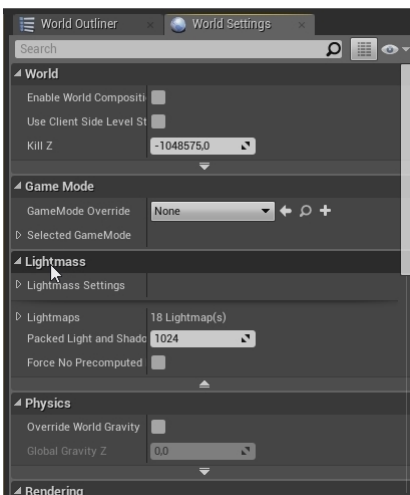 World Outliner
World Settings
Search
World
Enable World Compositi
Use Client Side Level St
Kill Z
-1048575,0
Game Mode
GameMode Override
None
Selected GameMode
Lightmass
Lightmass Settings
Lightmaps
18 Lightmap(s)
Packed Light and Shado
1024
Force No Precomputed
Physics
Override World Gravity
Global Gravity Z
0,0
Rendering